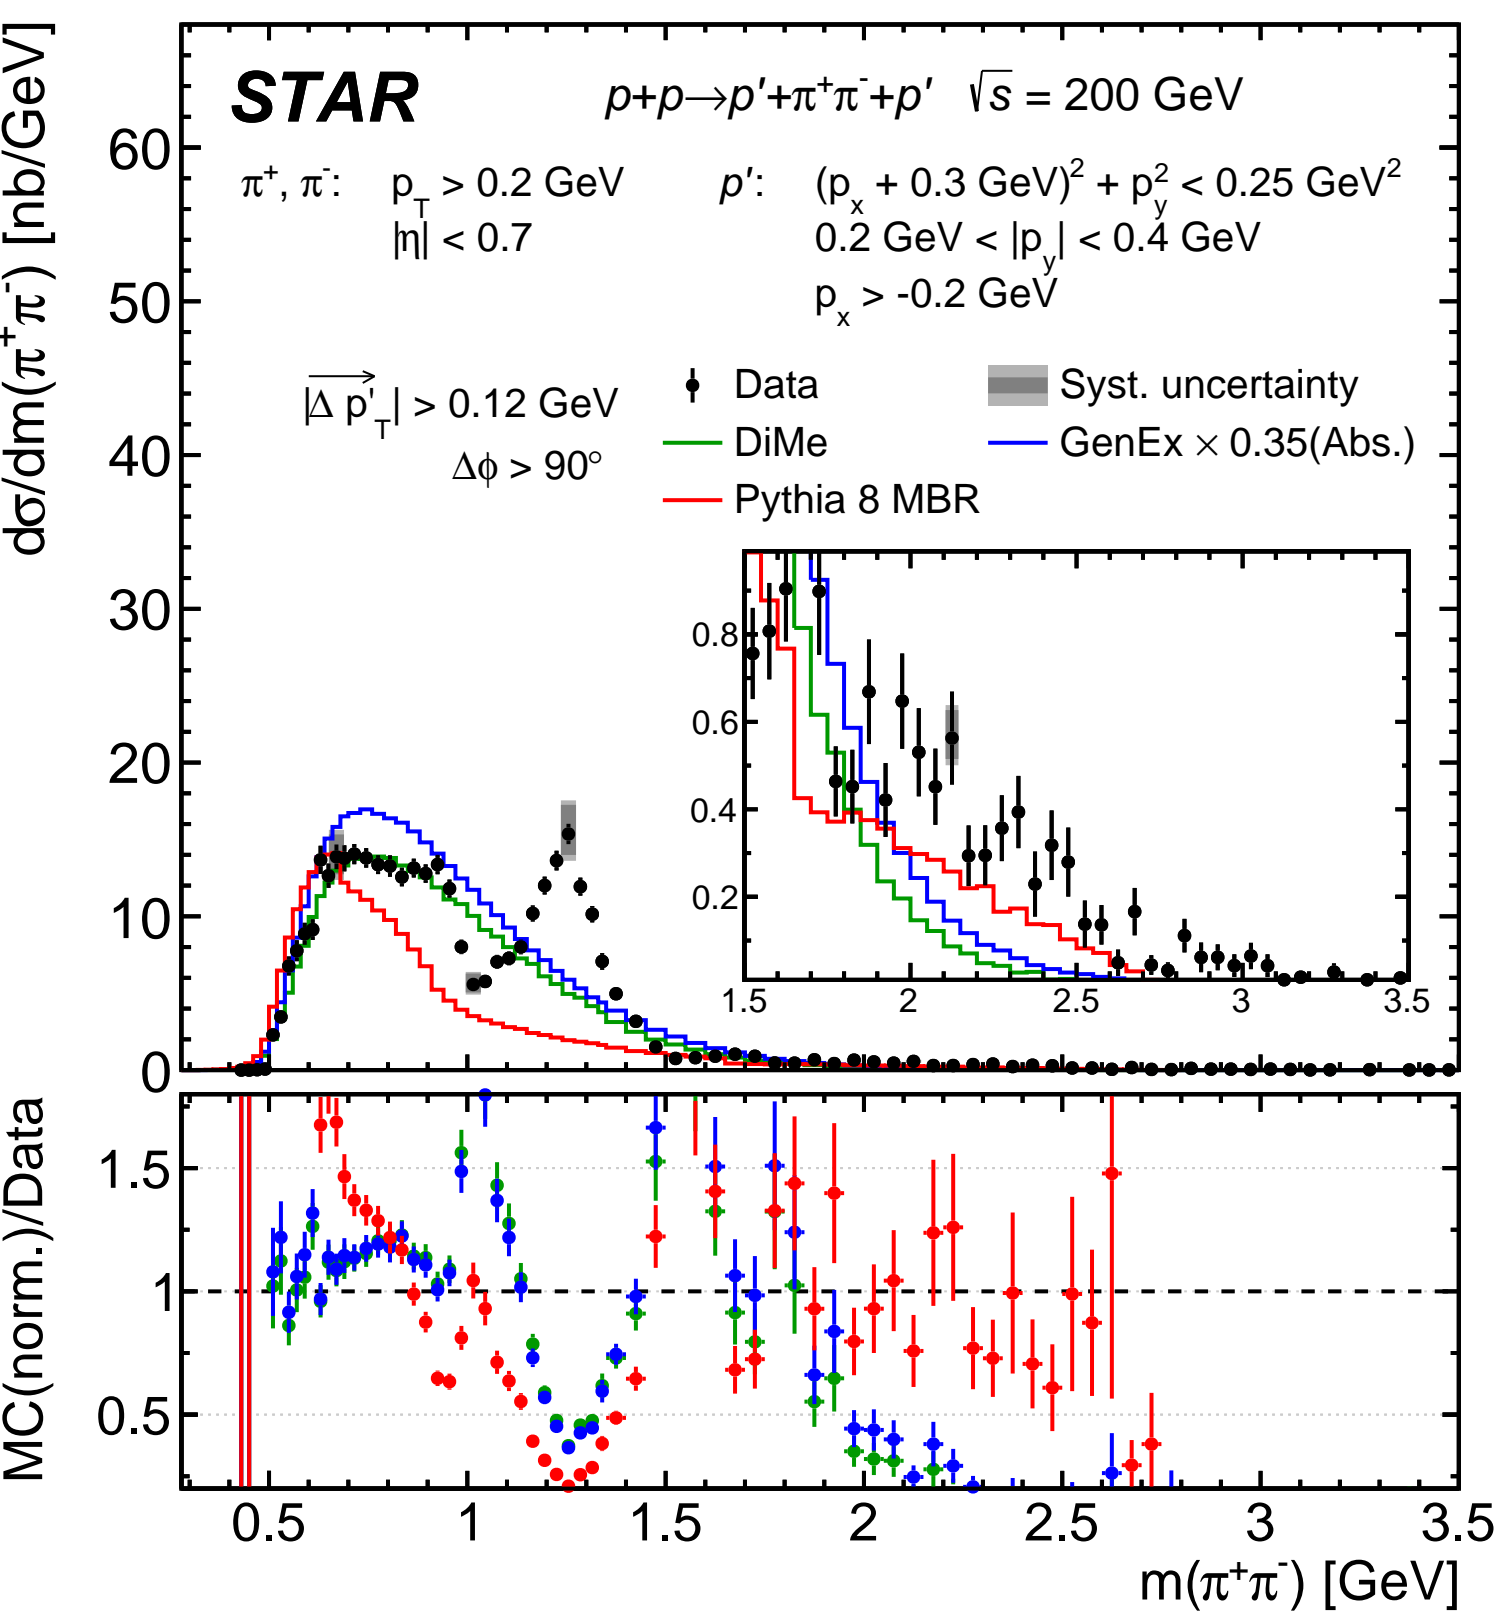 STAR
p+p→p'+π⁺π⁻+p' √s = 200 GeV
π⁺, π⁻: p_T > 0.2 GeV
|η| < 0.7
p': (p_x + 0.3 GeV)² + p_y² < 0.25 GeV²
0.2 GeV < |p_y| < 0.4 GeV
p_x > -0.2 GeV
|Δ p'_T| > 0.12 GeV
Δϕ > 90°
Data
Syst. uncertainty
DiMe
GenEx × 0.35(Abs.)
Pythia 8 MBR
dσ/dm(π⁺π⁻) [nb/GeV]
60
50
40
30
20
10
0
0.8
0.6
0.4
0.2
1.5 2 2.5 3 3.5
MC(norm.)/Data
1.5
1
0.5
0.5 1 1.5 2 2.5 3 3.5
m(π⁺π⁻) [GeV]